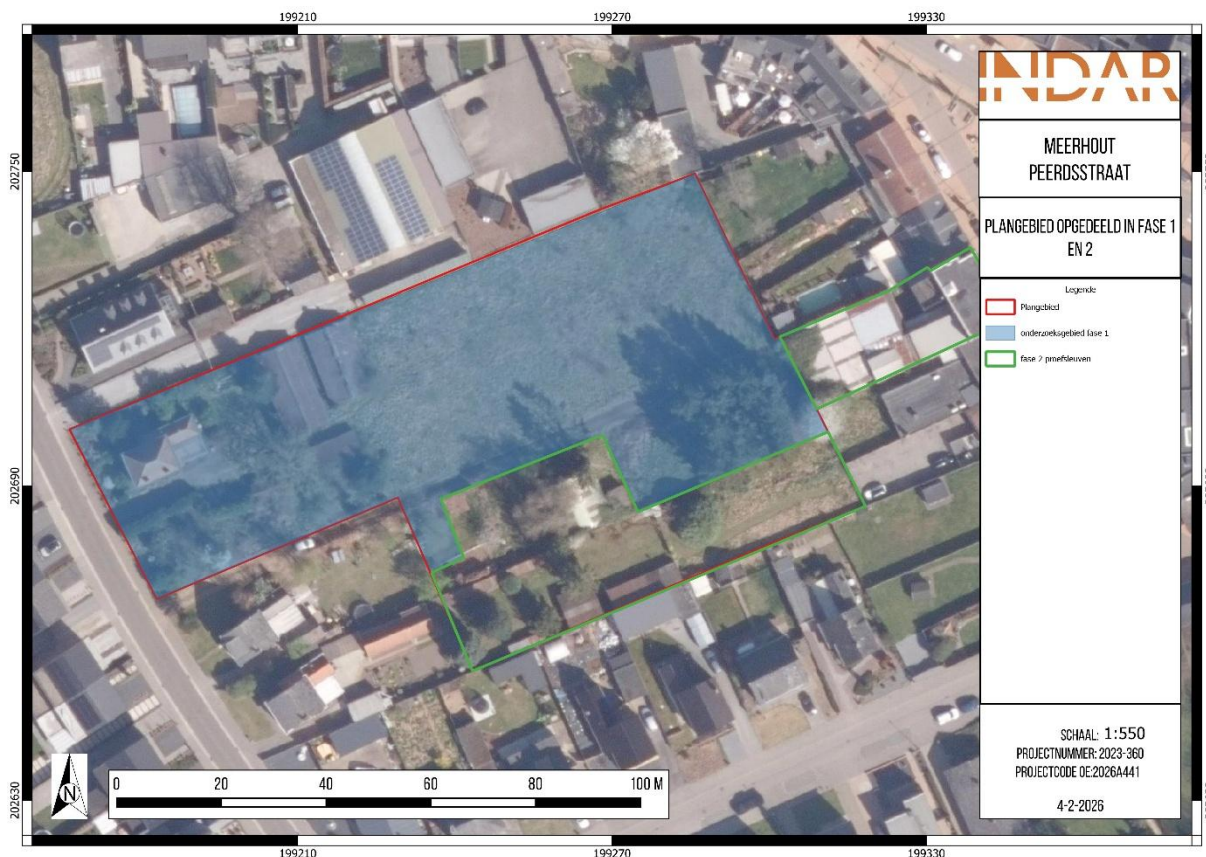 199210
199270
199330
202750
202690
202630
INDAR
MEERHOUT
PEERDSSTRAAT
PLANGEBIED OPGEDEELD IN FASE 1
EN 2
Legende
Plangebied
onderzoeksgebied fase 1
fase 2 proefsleuven
SCHAAL: 1:550
PROJECTNUMMER: 2023-360
PROJECTCODE OE:2026A441
4-2-2026
N
0 20 40 60 80 100 M
199210
199270
199330